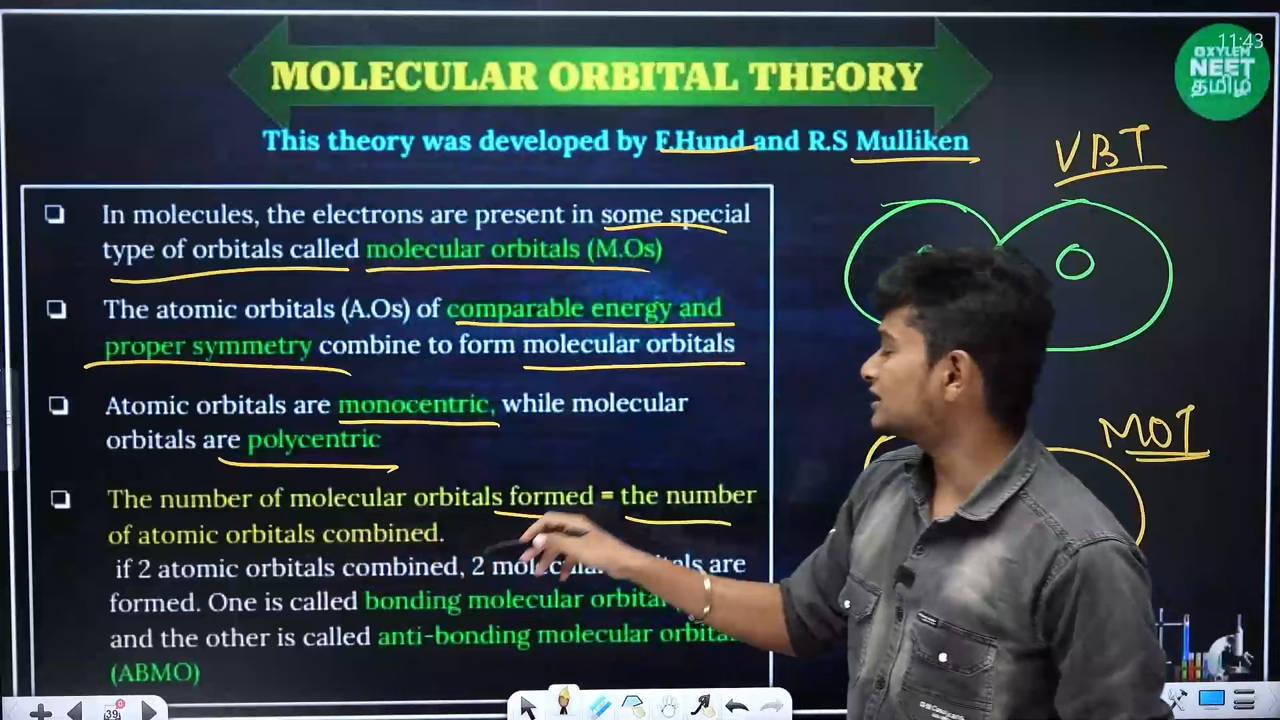 11:43
OXYLEM
NEET
தமிழ்
MOLECULAR ORBITAL THEORY
This theory was developed by F.Hund and R.S Mulliken
VBT
❑ In molecules, the electrons are present in some special
type of orbitals called molecular orbitals (M.Os)
❑ The atomic orbitals (A.Os) of comparable energy and
proper symmetry combine to form molecular orbitals
❑ Atomic orbitals are monocentric, while molecular
orbitals are polycentric
MOT
❑ The number of molecular orbitals formed = the number
of atomic orbitals combined.
if 2 atomic orbitals combined, 2 are
formed. One is called bonding molecular
and the other is called anti-bonding molecular
(ABMO)
39